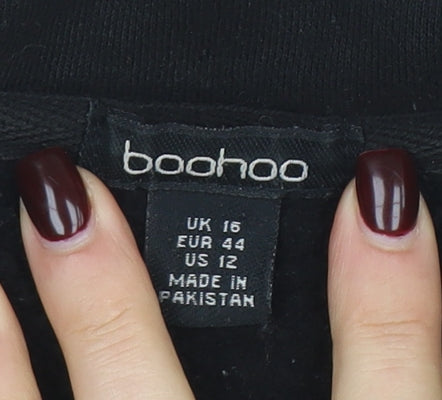 boohoo
UK 16
EUR 44
US 12
MADE IN
PAKISTAN